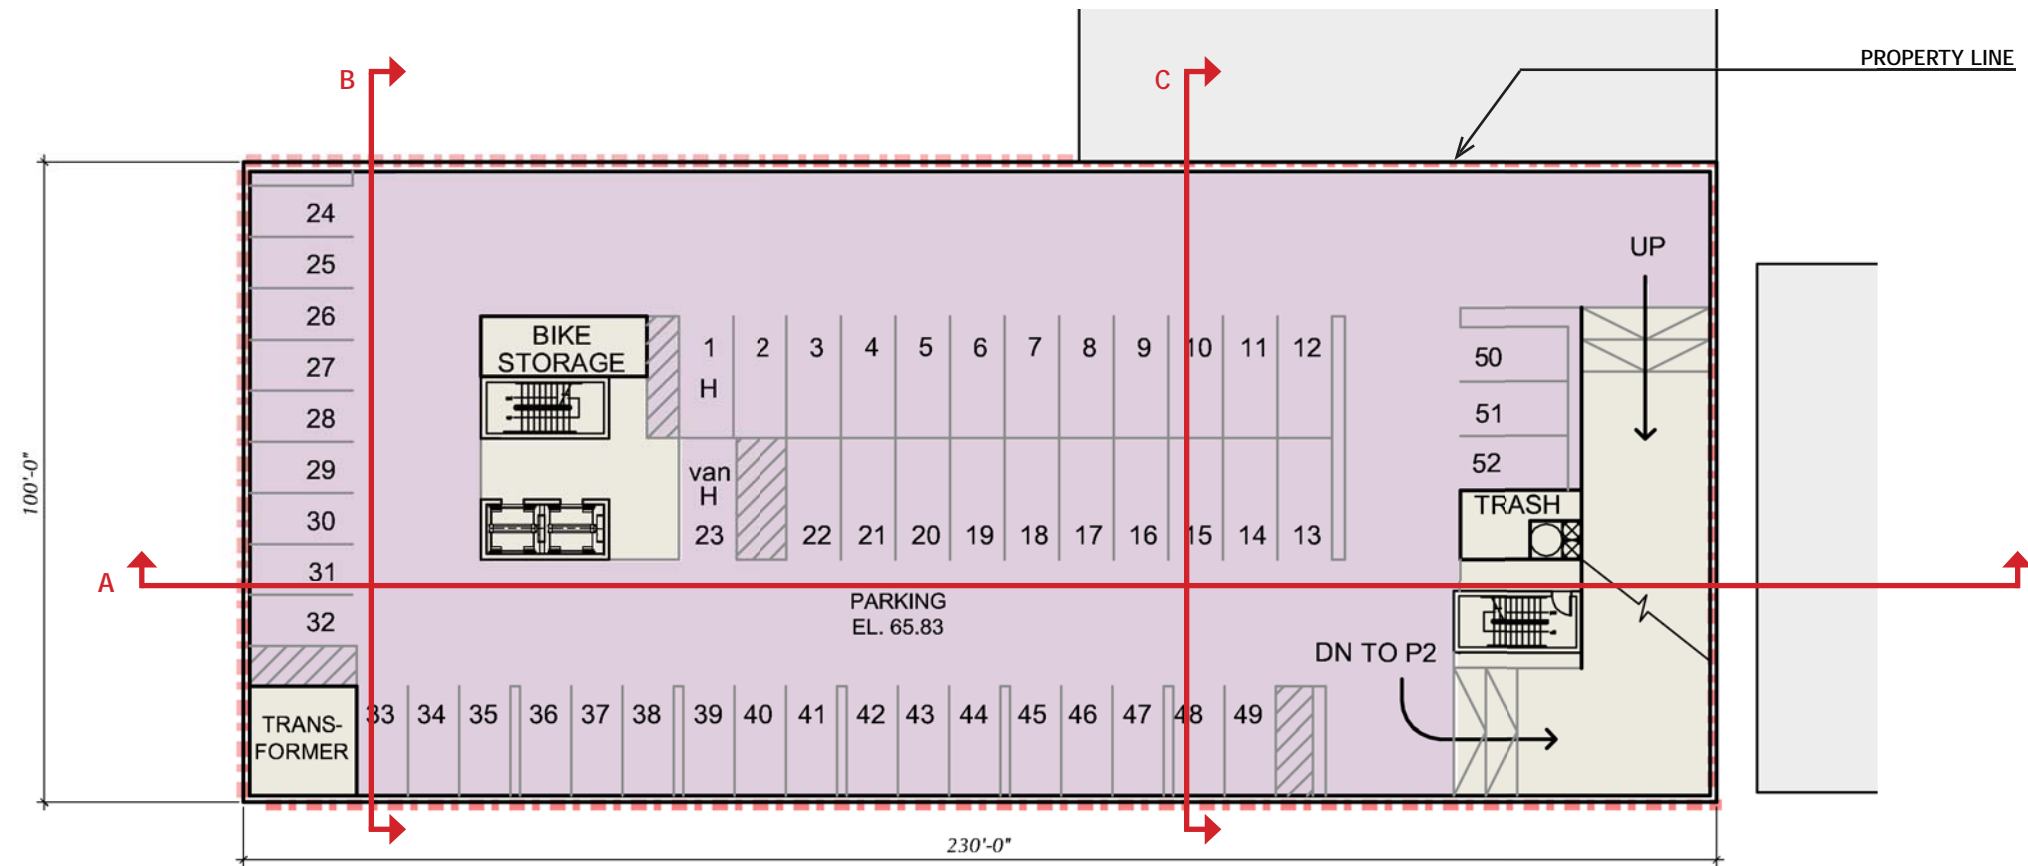 PROPERTY LINE
B
C
24
25
26
27
28
29
30
31
32
UP
BIKE
STORAGE
1 2 3 4 5 6 7 8 9 10 11 12
H
50
51
52
van
H
23 22 21 20 19 18 17 16 15 14 13
TRASH
100'-0"
A
PARKING
EL. 65.83
DN TO P2
TRANS-
FORMER
33 34 35 36 37 38 39 40 41 42 43 44 45 46 47 48 49
230'-0"